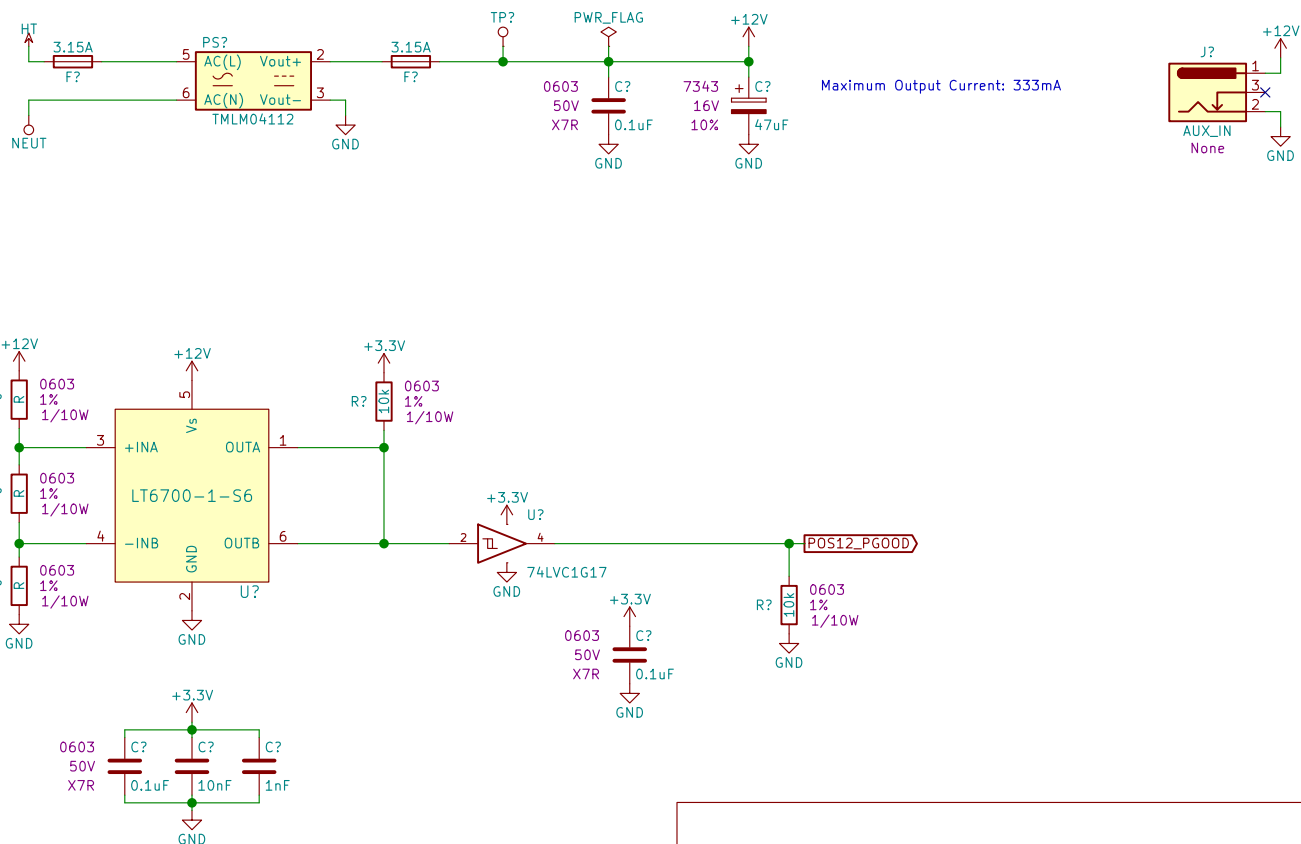 HT
3.15A
F?
PS?
5
AC(L)
Vout+
2
6
AC(N)
Vout-
3
TMLM04112
NEUT
GND
3.15A
F?
TP?
PWR_FLAG
0603
50V
X7R
C?
0.1uF
GND
+12V
7343
16V
10%
+
C?
47uF
GND
Maximum Output Current: 333mA
+12V
J?
1
3
2
AUX_IN
None
GND
+12V
R
0603
1%
1/10W
R
0603
1%
1/10W
R
0603
1%
1/10W
GND
+12V
5
Vs
3
+INA
OUTA
1
LT6700-1-S6
4
-INB
OUTB
6
GND
2
U?
GND
+3.3V
R?
10k
0603
1%
1/10W
+3.3V
U?
2
4
74LVC1G17
GND
POS12_PGOOD
R?
10k
0603
1%
1/10W
GND
+3.3V
0603
50V
X7R
C?
0.1uF
GND
+3.3V
0603
50V
X7R
C?
0.1uF
C?
10nF
C?
1nF
GND